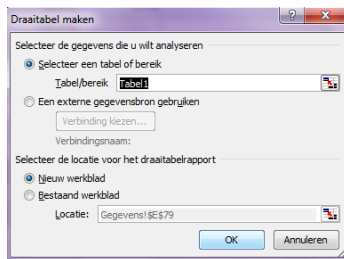 Draaitabel maken
Selecteer de gegevens die u wilt analyseren
Selecteer een tabel of bereik
Tabel/bereik Tabel1
Een externe gegevensbron gebruiken
Verbinding kiezen...
Verbindingsnaam:
Selecteer de locatie voor het draaitabelrapport
Nieuw werkblad
Bestaand werkblad
Locatie: Gegevens!$E$79
OK Annuleren